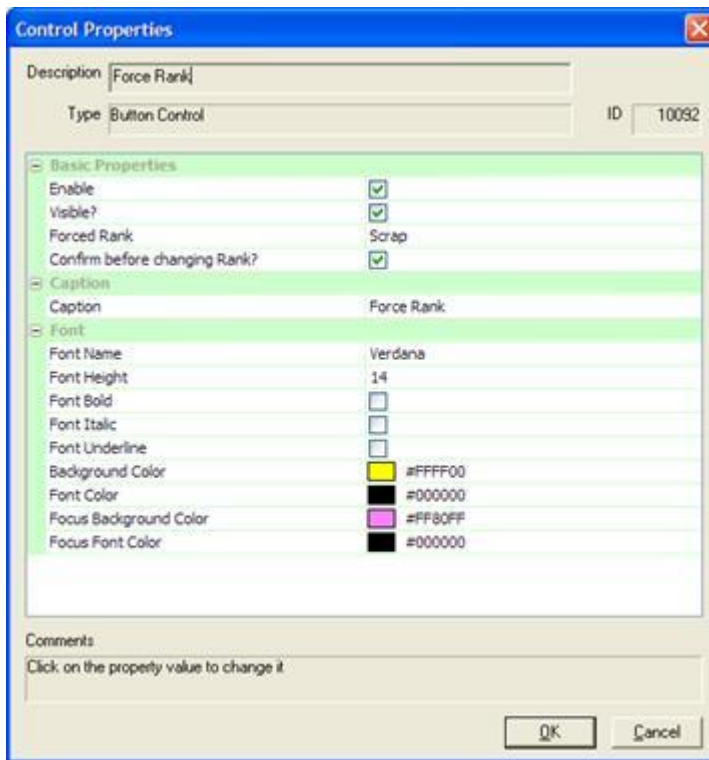 Control Properties
Description Force Rank
Type Button Control ID 10092
Basic Properties
Enable
Visible?
Forced Rank Scrap
Confirm before changing Rank?
Caption
Caption Force Rank
Font
Font Name Verdana
Font Height 14
Font Bold
Font Italic
Font Underline
Background Color #FFFF00
Font Color #000000
Focus Background Color #FF80FF
Focus Font Color #000000
Comments
Click on the property value to change it
OK Cancel